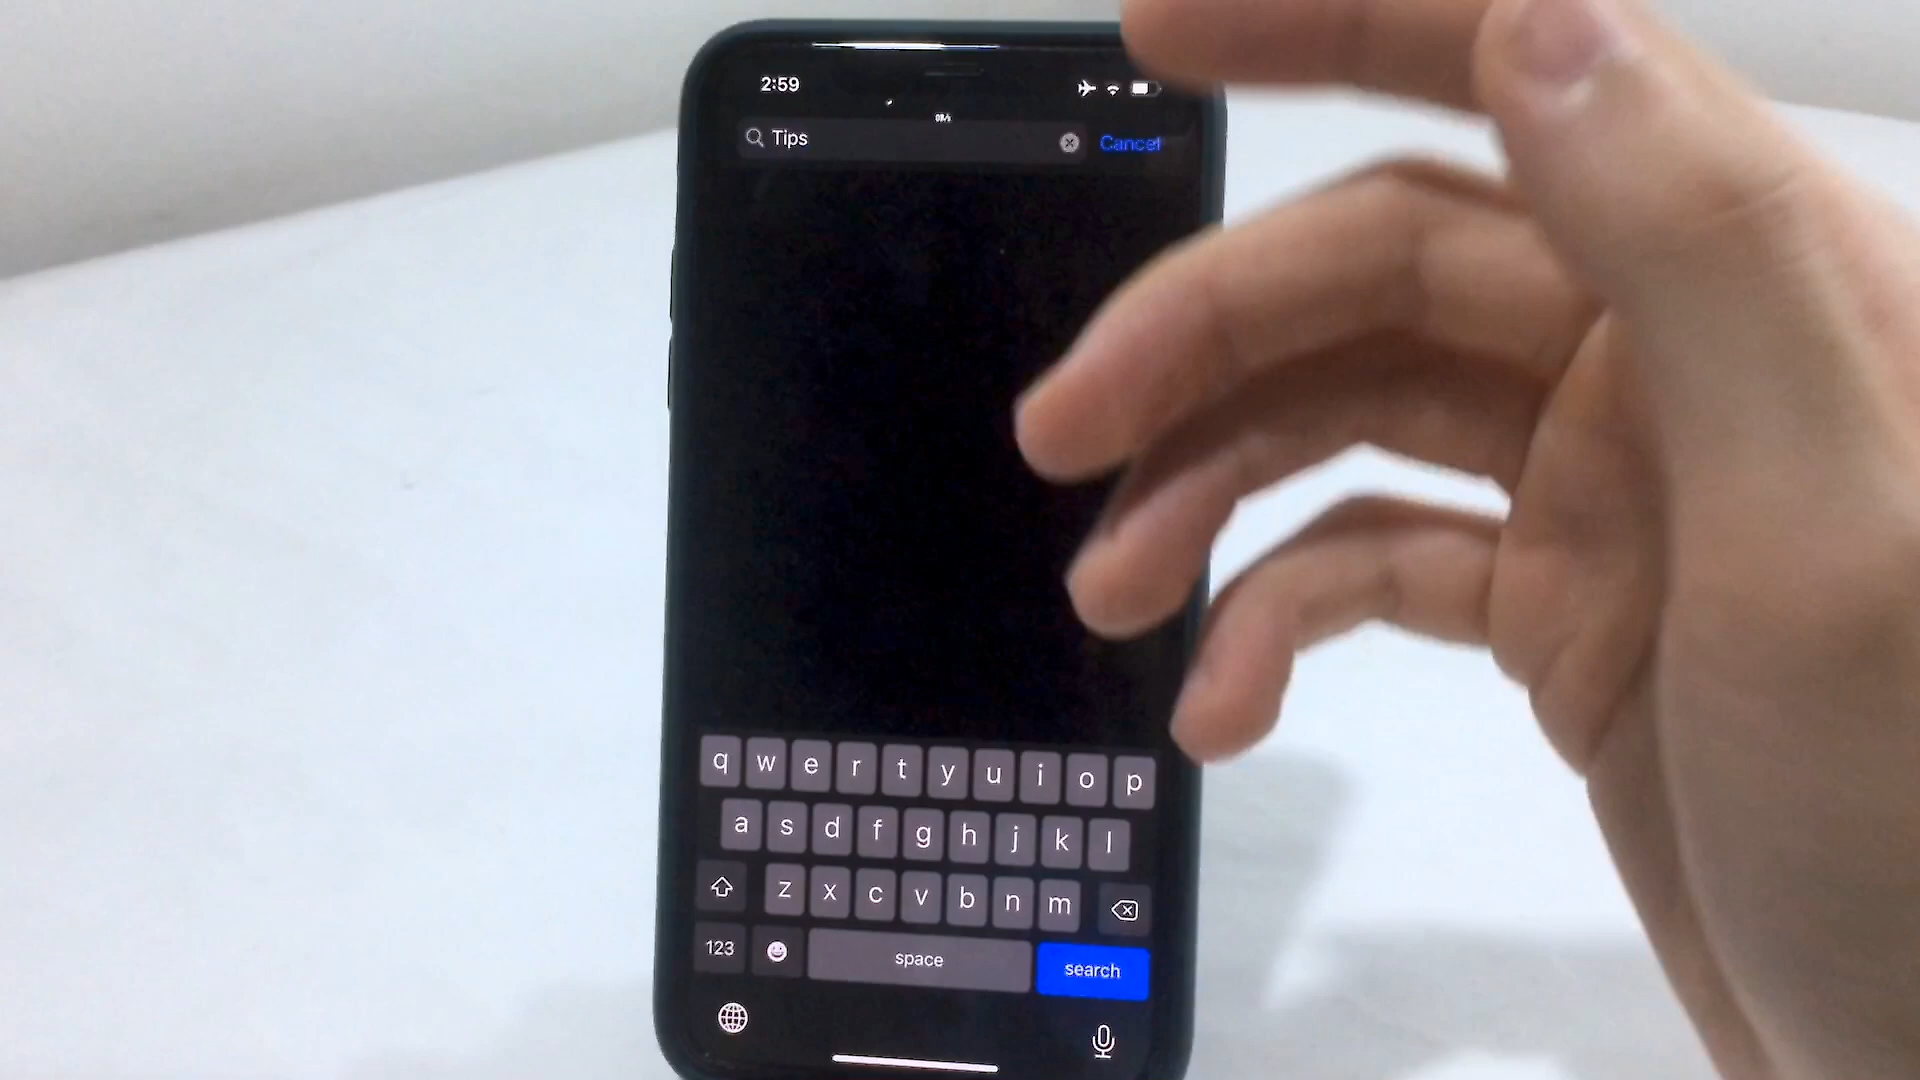 2:59
Tips
Cancel
q w e r t y u i o p
a s d f g h j k l
z x c v b n m
123
space
search